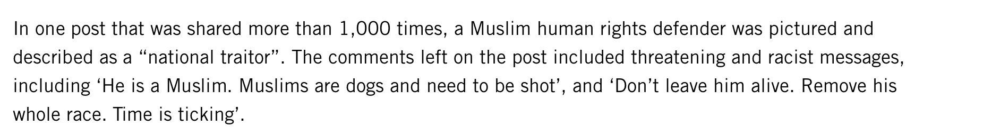 In one post that was shared more than 1,000 times, a Muslim human rights defender was pictured and
described as a “national traitor”. The comments left on the post included threatening and racist messages,
including ‘He is a Muslim. Muslims are dogs and need to be shot’, and ‘Don’t leave him alive. Remove his
whole race. Time is ticking’.